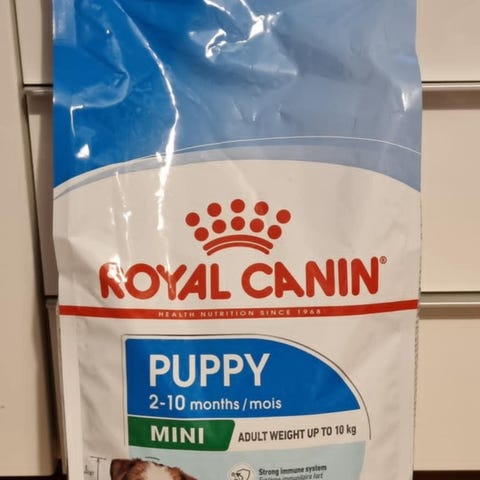 ROYAL CANIN®
HEALTH NUTRITION SINCE 1968
PUPPY
2-10 months/mois
MINI
ADULT WEIGHT UP TO 10 kg
Strong immune system